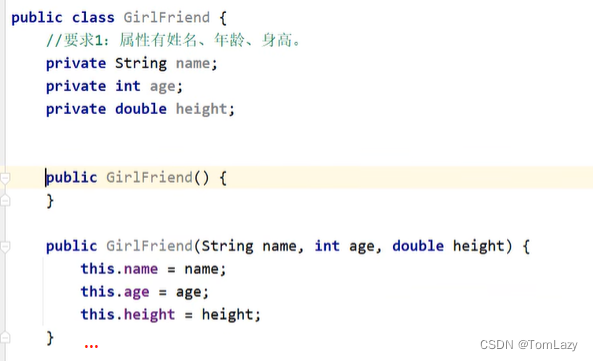 public class GirlFriend {
    //要求1：属性有姓名、年龄、身高。
    private String name;
    private int age;
    private double height;
    public GirlFriend() {
    }
    public GirlFriend(String name, int age, double height) {
        this.name = name;
        this.age = age;
        this.height = height;
    } ...
CSDN @TomLazy